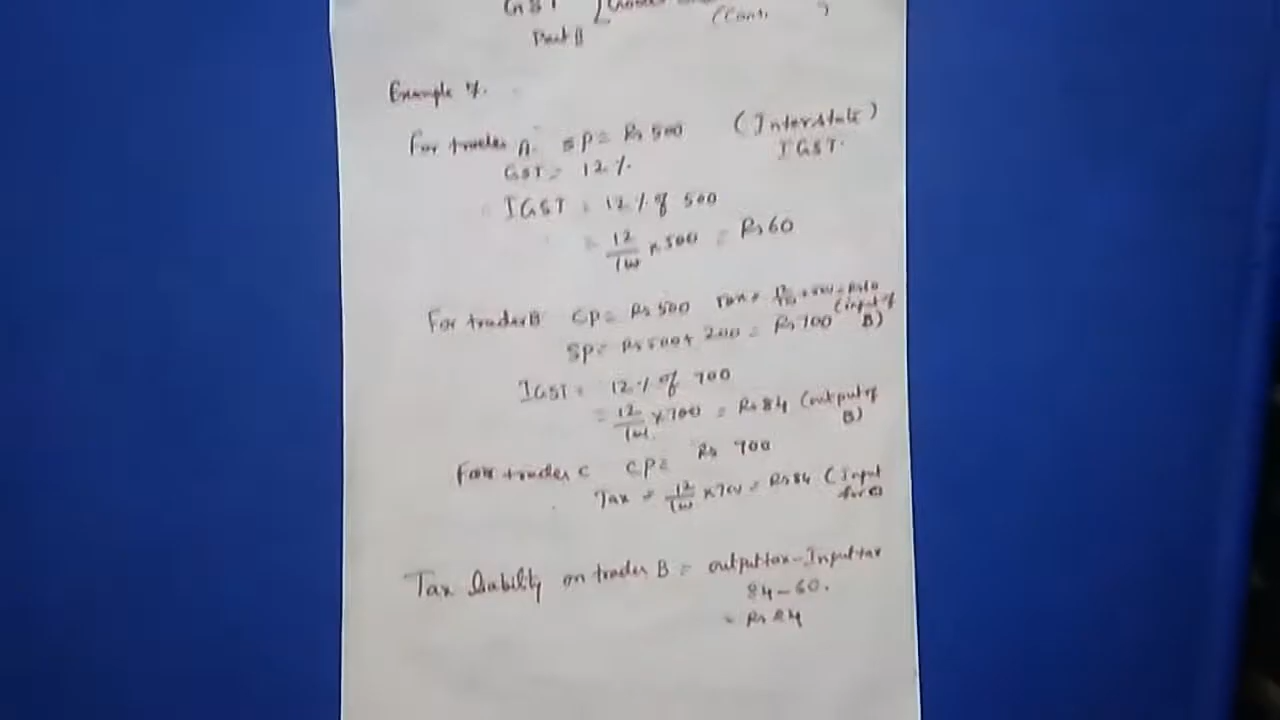 GST
(Cont. )
Part B
Example 1.
For trader A. SP = Rs 500 (Interstate)
GST = 12 % IGST.
IGST = 12 % of 500
= 12/100 x 500 = Rs 60
For trader B CP = Rs 500 Tax = 12/100 x 500 = Rs 60
(input of B)
SP = Rs 500 + 200 = Rs 700
IGST = 12 % of 700
= 12/100 x 700 = Rs 84 (output of B)
For trader C CP = Rs 700
Tax = 12/100 x 700 = Rs 84 (Input for C)
Tax liability on trader B = output tax - Input tax
84 - 60.
= Rs 24